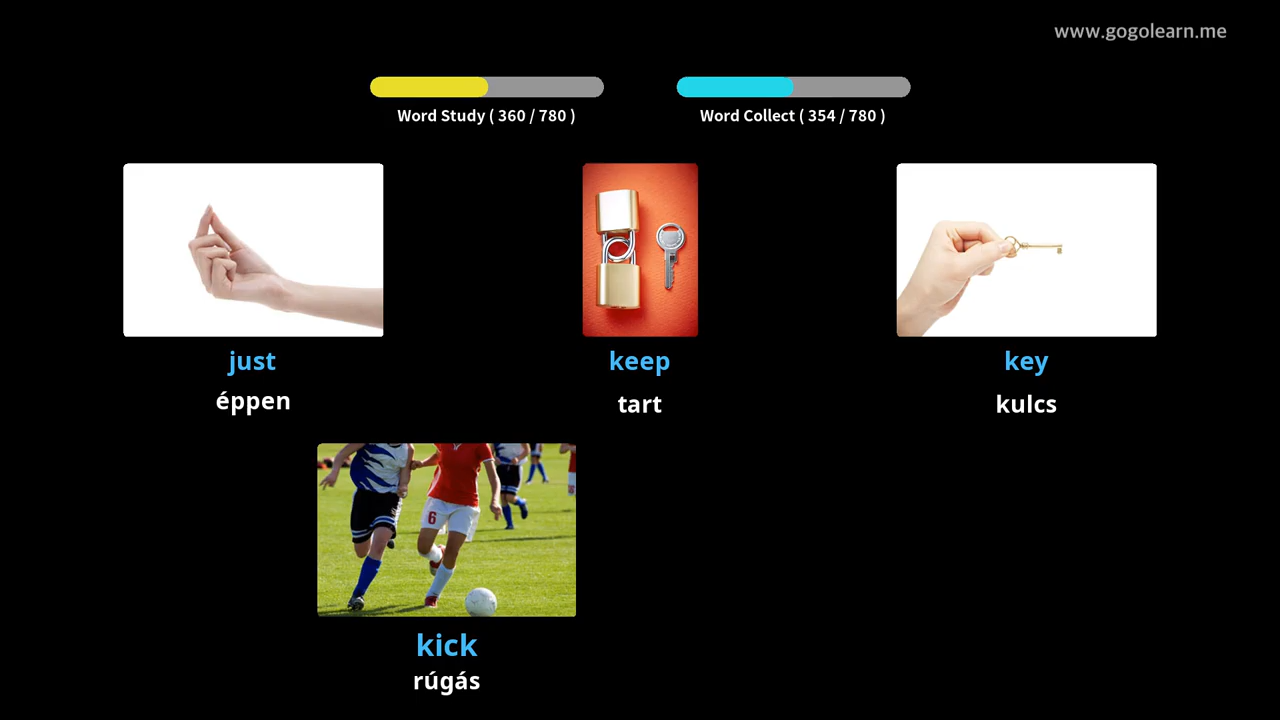 www.gogolearn.me
Word Study ( 360 / 780 )
Word Collect ( 354 / 780 )
just
éppen
keep
tart
key
kulcs
6
kick
rúgás